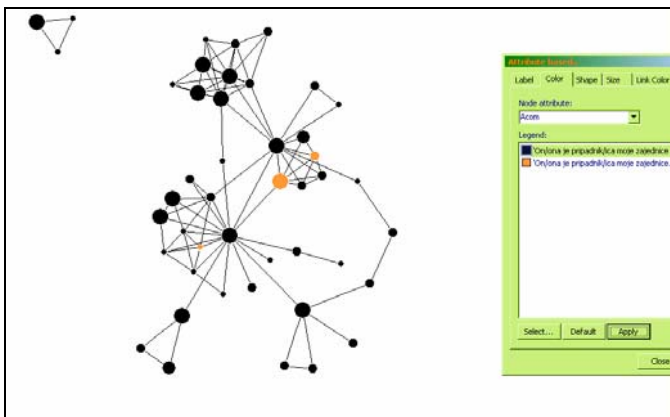 Attribute based...
Label Color Shape Size Link Color
Node attribute:
Acom
Legend:
'On/ona je pripadnik/ica moje zajednice
'On/ona je pripadnik/ica moje zajednice.
Select... Default Apply
Close